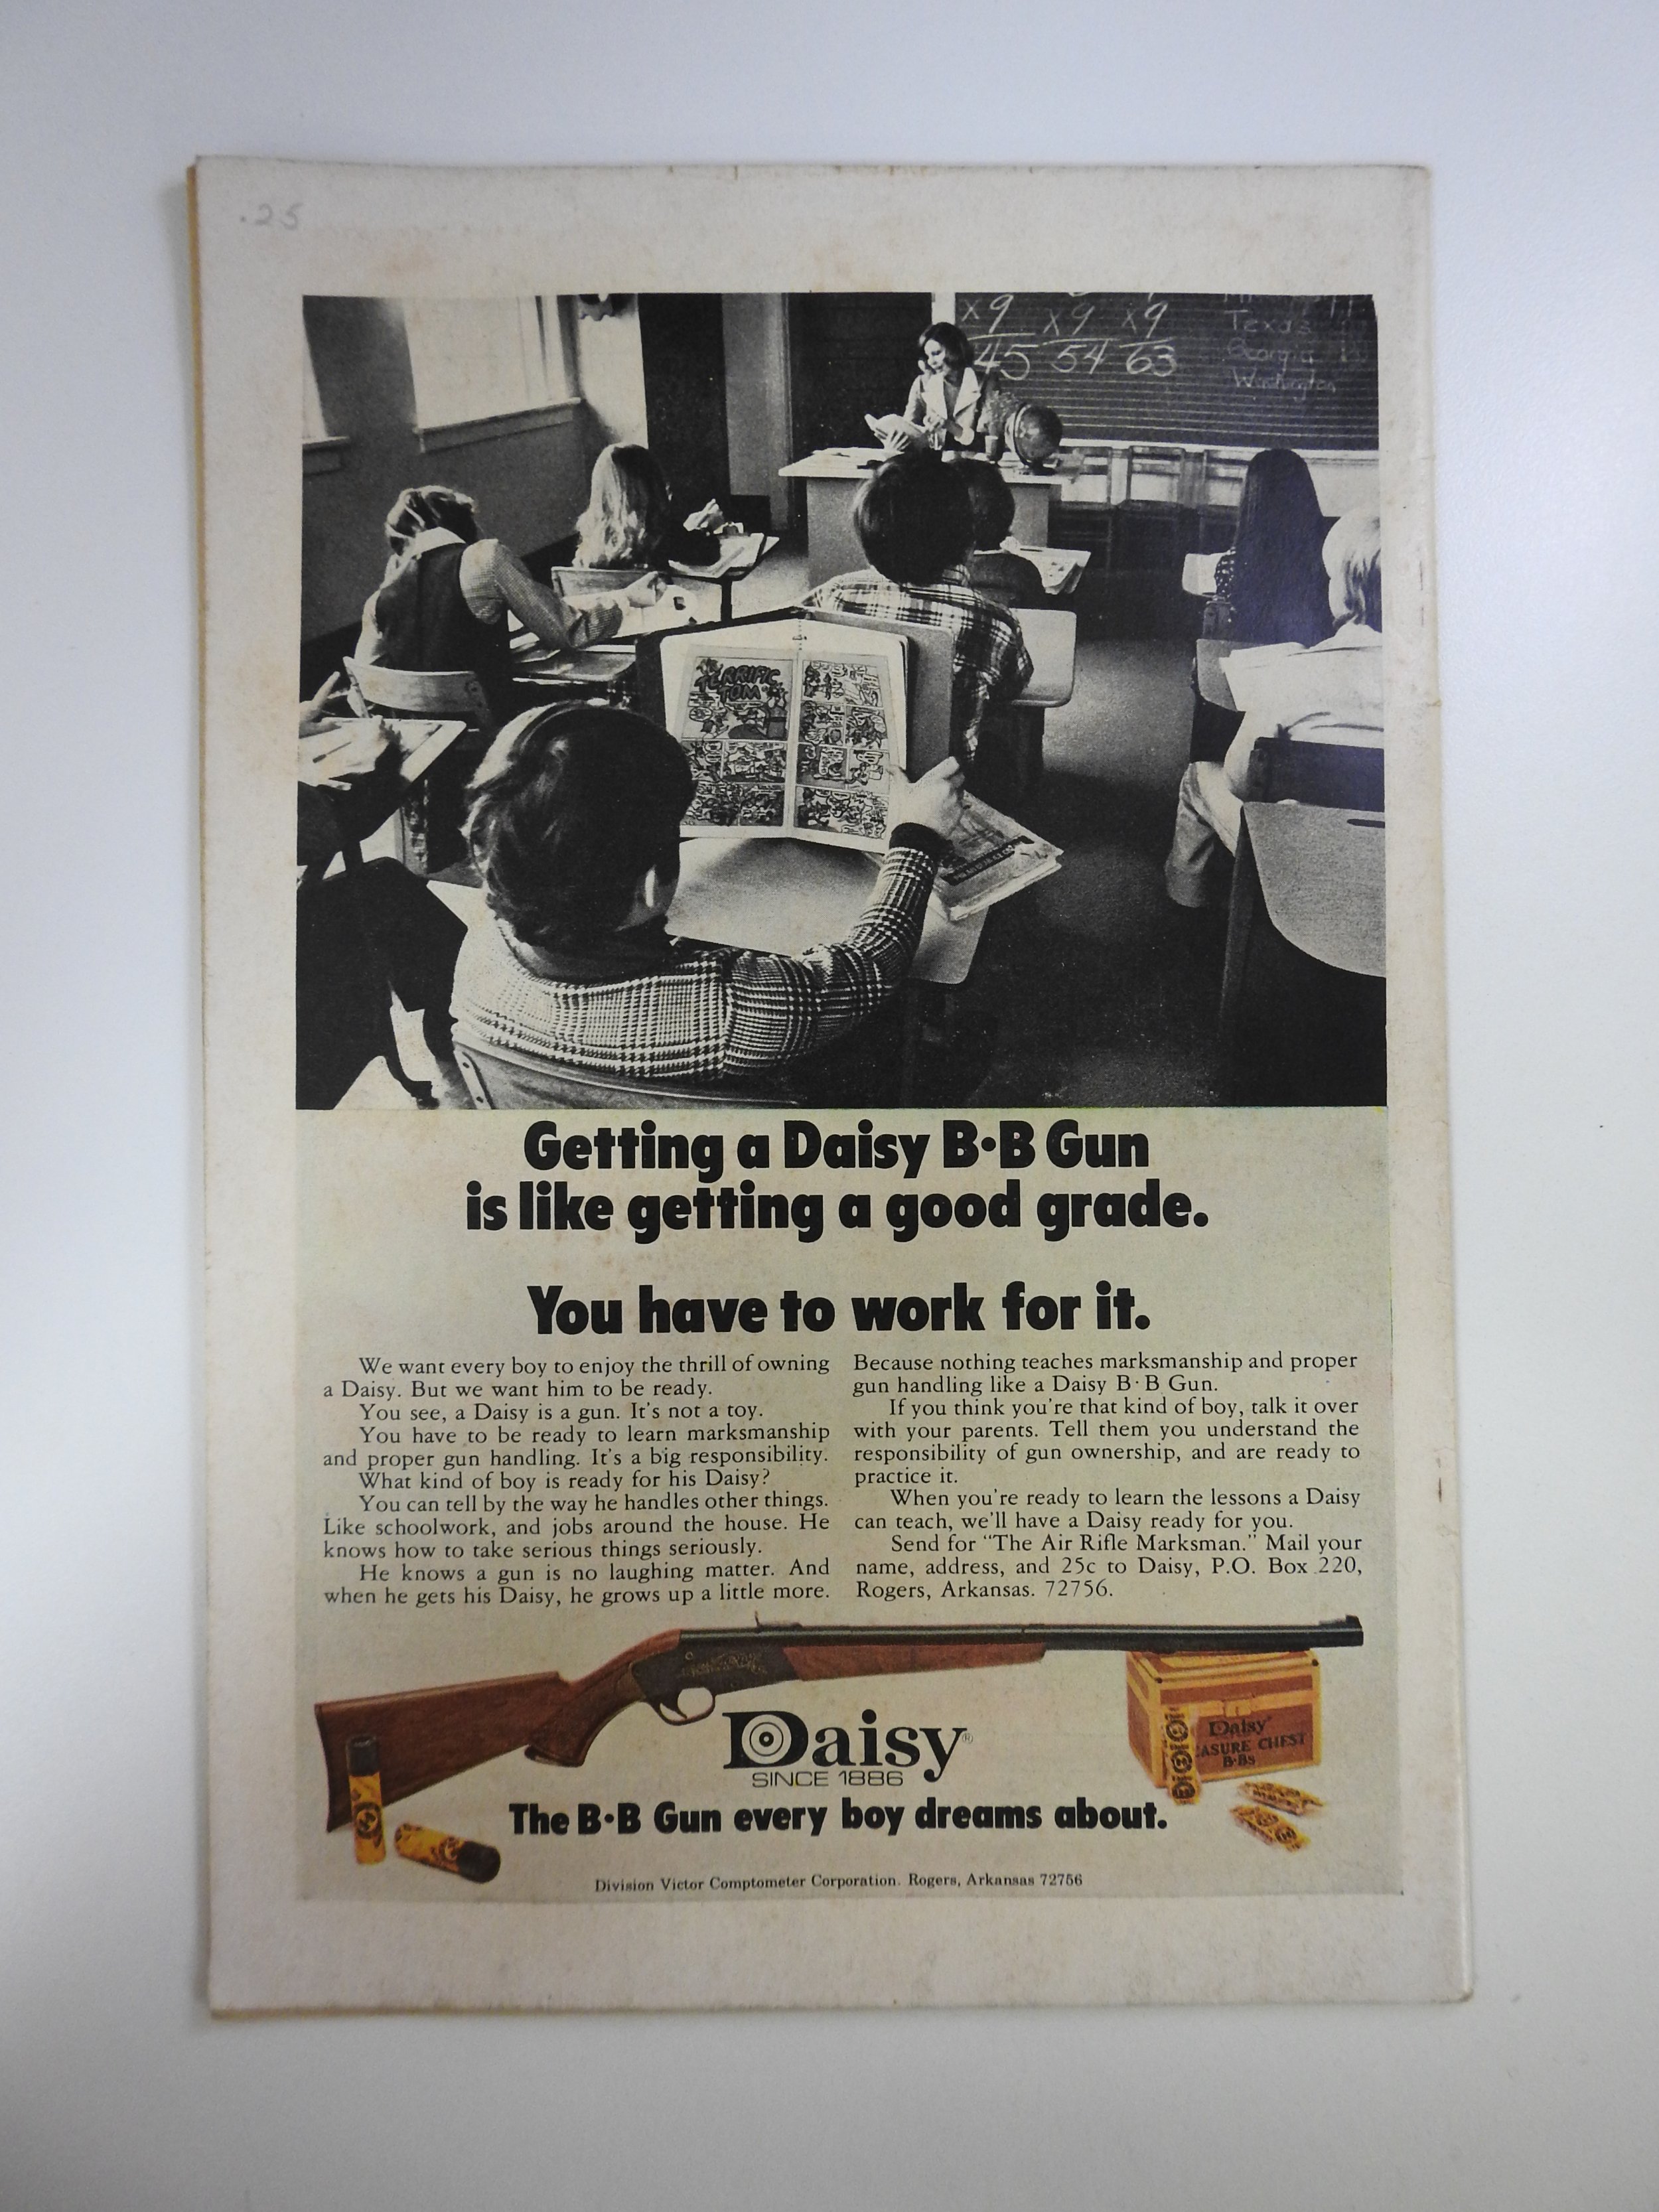 .25
x9 x9 x9
45 54 63
Texas
Georgia
Washington
TERRIFIC
TOM
Getting a Daisy B·B Gun
is like getting a good grade.
You have to work for it.
We want every boy to enjoy the thrill of owning
a Daisy. But we want him to be ready.
You see, a Daisy is a gun. It's not a toy.
You have to be ready to learn marksmanship
and proper gun handling. It's a big responsibility.
What kind of boy is ready for his Daisy?
You can tell by the way he handles other things.
Like schoolwork, and jobs around the house. He
knows how to take serious things seriously.
He knows a gun is no laughing matter. And
when he gets his Daisy, he grows up a little more.
Because nothing teaches marksmanship and proper
gun handling like a Daisy B·B Gun.
If you think you're that kind of boy, talk it over
with your parents. Tell them you understand the
responsibility of gun ownership, and are ready to
practice it.
When you're ready to learn the lessons a Daisy
can teach, we'll have a Daisy ready for you.
Send for "The Air Rifle Marksman." Mail your
name, address, and 25c to Daisy, P.O. Box 220,
Rogers, Arkansas. 72756.
Daisy®
SINCE 1886
Daisy
ASURE CHEST
B·Bs
The B·B Gun every boy dreams about.
Division Victor Comptometer Corporation. Rogers, Arkansas 72756